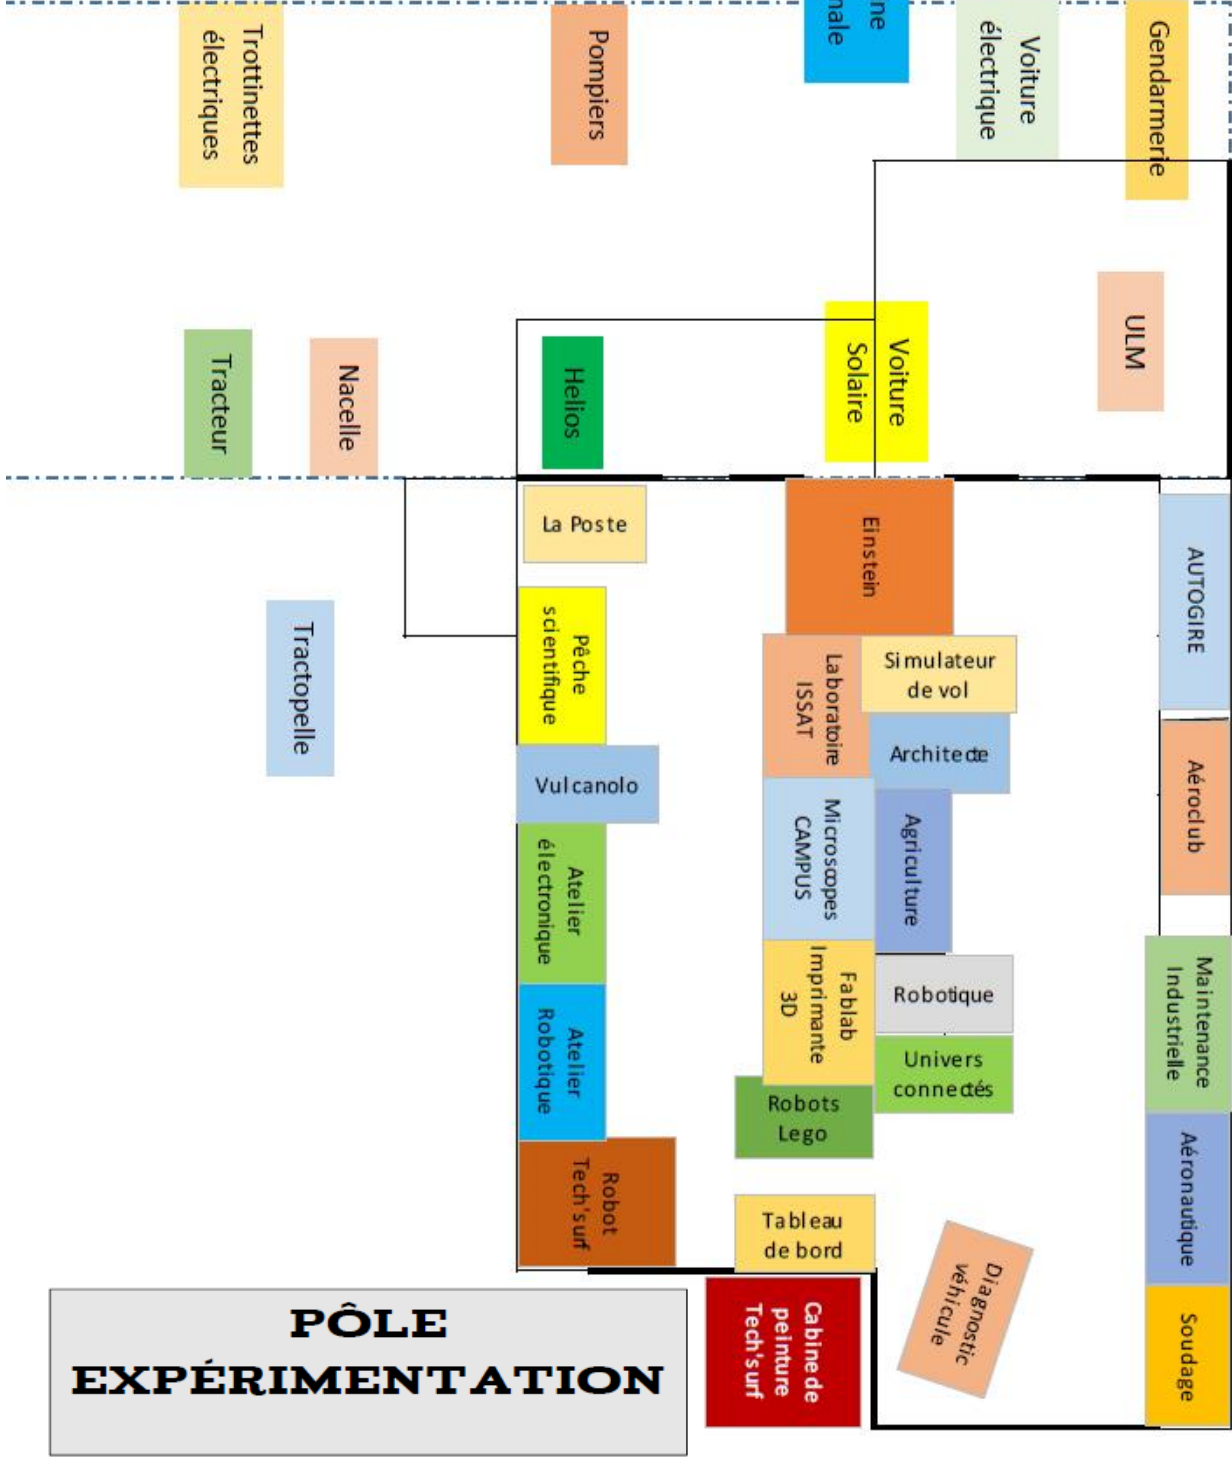 Trottinettes
électriques
Pompiers
Voiture
électrique
Gendarmerie
Tracteur
Nacelle
Helios
Voiture
Solaire
ULM
La Poste
Einstein
AUTOGIRE
Pêche
scientifique
Laboratoire
ISSAT
Simulateur
de vol
Tractopelle
Vulcanolo
Architecte
Aéroclub
Microscopes
CAMPUS
Agriculture
Atelier
électronique
Fablab
Imprimante
3D
Robotique
Maintenance
Industrielle
Atelier
Robotique
Univers
connectés
Robots
Lego
Robot
Tech'surf
Aéronautique
Tableau
de bord
Diagnostic
véhicule
Cabine de
peinture
Tech'surf
Soudage
PÔLE
EXPÉRIMENTATION